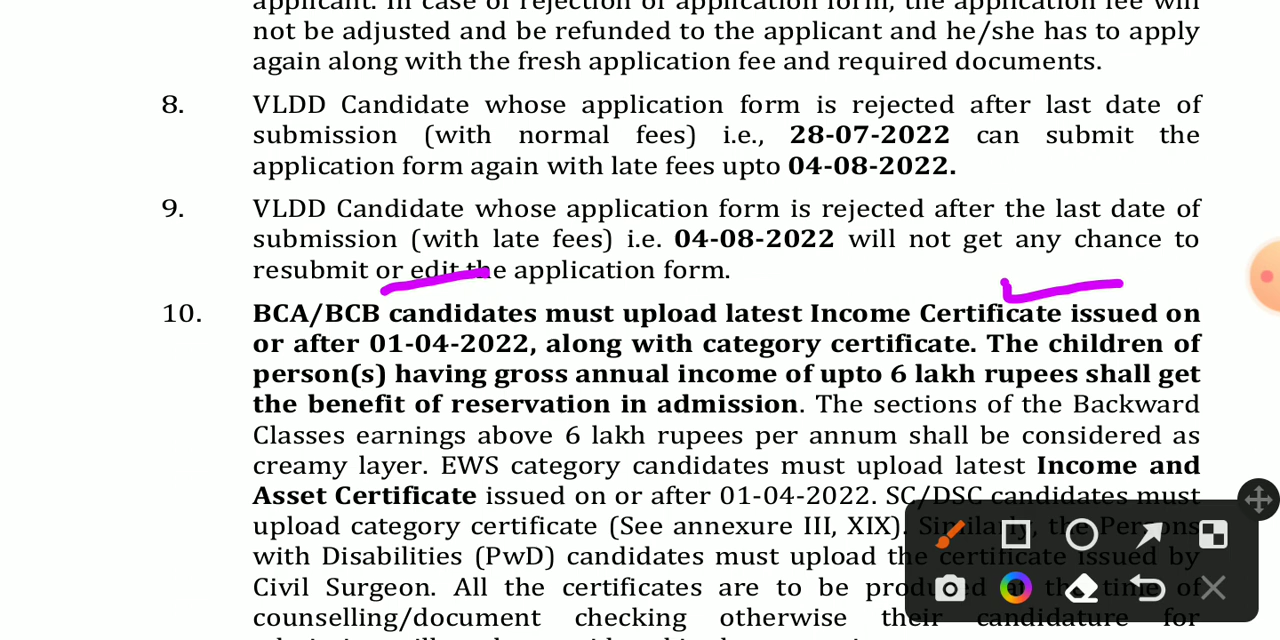 applicant. In case of rejection of application form, the application fee will
not be adjusted and be refunded to the applicant and he/she has to apply
again along with the fresh application fee and required documents.
8. VLDD Candidate whose application form is rejected after last date of
submission (with normal fees) i.e., 28-07-2022 can submit the
application form again with late fees upto 04-08-2022.
9. VLDD Candidate whose application form is rejected after the last date of
submission (with late fees) i.e. 04-08-2022 will not get any chance to
resubmit or edit the application form.
10. BCA/BCB candidates must upload latest Income Certificate issued on
or after 01-04-2022, along with category certificate. The children of
person(s) having gross annual income of upto 6 lakh rupees shall get
the benefit of reservation in admission. The sections of the Backward
Classes earnings above 6 lakh rupees per annum shall be considered as
creamy layer. EWS category candidates must upload latest Income and
Asset Certificate issued on or after 01-04-2022. SC/DSC candidates must
upload category certificate (See annexure III, XIX). Similarly, the Persons
with Disabilities (PwD) candidates must upload the certificate issued by
Civil Surgeon. All the certificates are to be produced at the time of
counselling/document checking otherwise their candidature for